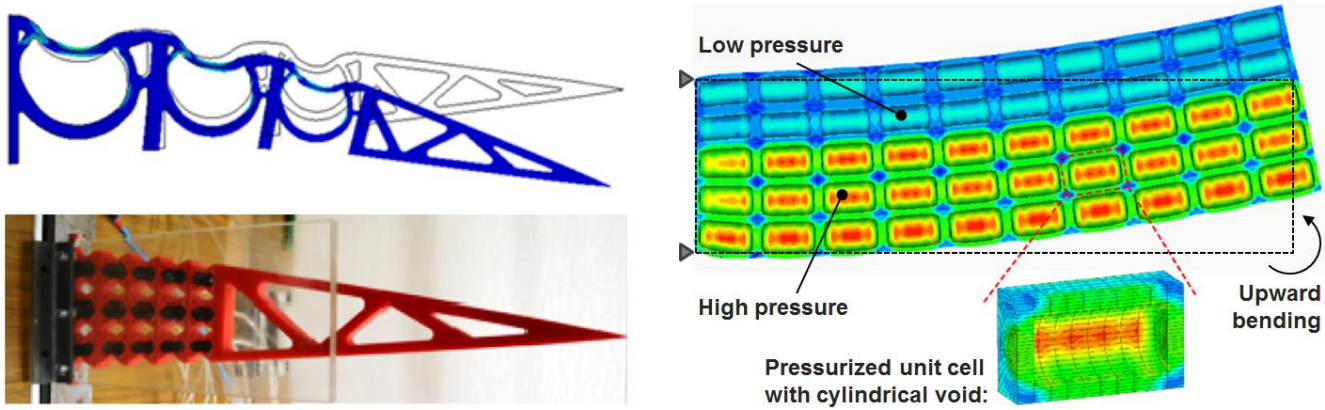 Low pressure
High pressure
Upward
bending
Pressurized unit cell
with cylindrical void: